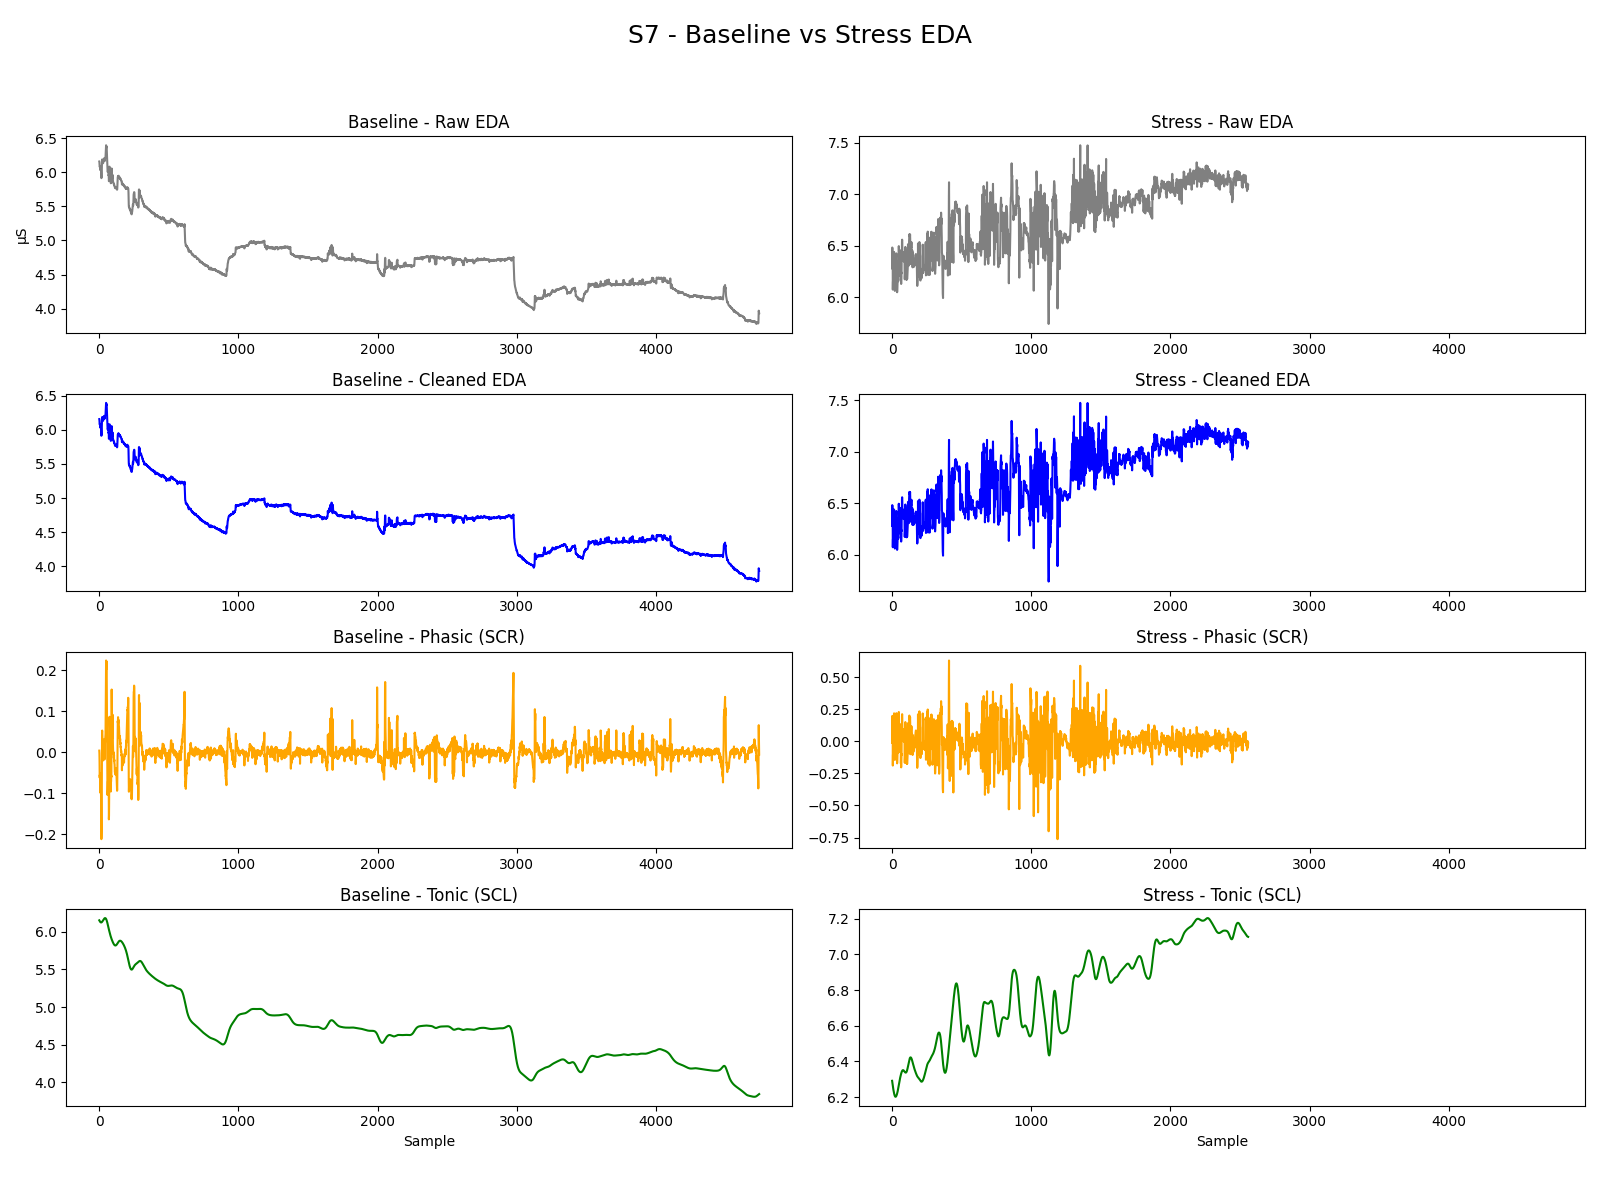 S7 - Baseline vs Stress EDA
Baseline - Raw EDA
Stress - Raw EDA
6.5
6.0
5.5
5.0
4.5
4.0
µS
0 1000 2000 3000 4000
7.5
7.0
6.5
6.0
0 1000 2000 3000 4000
Baseline - Cleaned EDA
Stress - Cleaned EDA
6.5
6.0
5.5
5.0
4.5
4.0
0 1000 2000 3000 4000
7.5
7.0
6.5
6.0
0 1000 2000 3000 4000
Baseline - Phasic (SCR)
Stress - Phasic (SCR)
0.2
0.1
0.0
−0.1
−0.2
0 1000 2000 3000 4000
0.50
0.25
0.00
−0.25
−0.50
−0.75
0 1000 2000 3000 4000
Baseline - Tonic (SCL)
Stress - Tonic (SCL)
6.0
5.5
5.0
4.5
4.0
0 1000 2000 3000 4000
Sample
7.2
7.0
6.8
6.6
6.4
6.2
0 1000 2000 3000 4000
Sample